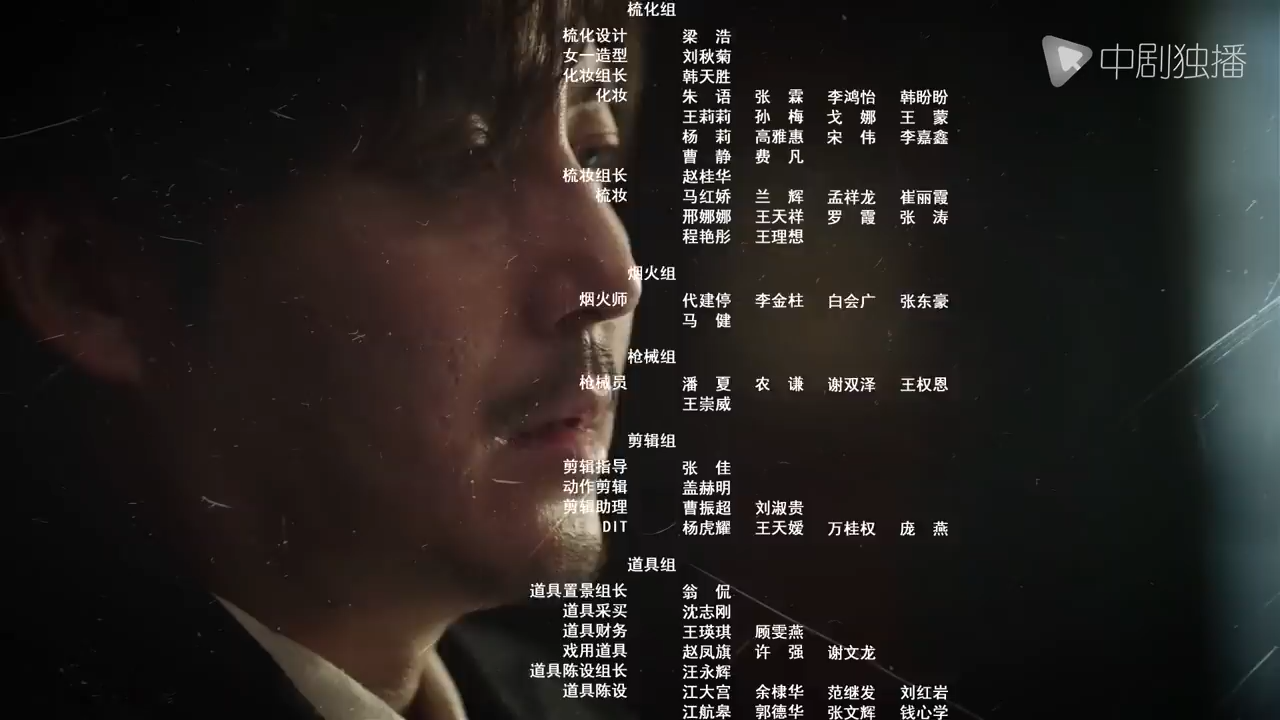 梳化组
中剧独播
梳化设计 梁 浩
女一造型 刘秋菊
化妆组长 韩天胜
化妆 朱 语 张 霖 李鸿怡 韩盼盼
王莉莉 孙 梅 戈 娜 王 蒙
杨 莉 高雅惠 宋 伟 李嘉鑫
曹 静 费 凡
梳妆组长 赵桂华
梳妆 马红娇 兰 辉 孟祥龙 崔丽霞
邢娜娜 王天祥 罗 霞 张 涛
程艳彤 王理想
烟火组
烟火师 代建停 李金柱 白会广 张东豪
马 健
枪械组
枪械员 潘 夏 农 谦 谢双泽 王权恩
王崇威
剪辑组
剪辑指导 张 佳
动作剪辑 盖赫明
剪辑助理 曹振超 刘淑贵
DIT 杨虎耀 王天嫒 万桂权 庞 燕
道具组
道具置景组长 翁 侃
道具采买 沈志刚
道具财务 王瑛琪 顾雯燕
戏用道具 赵凤旗 许 强 谢文龙
道具陈设组长 汪永辉
道具陈设 江大宫 余棣华 范继发 刘红岩
江航皋 郭德华 张文辉 钱心学